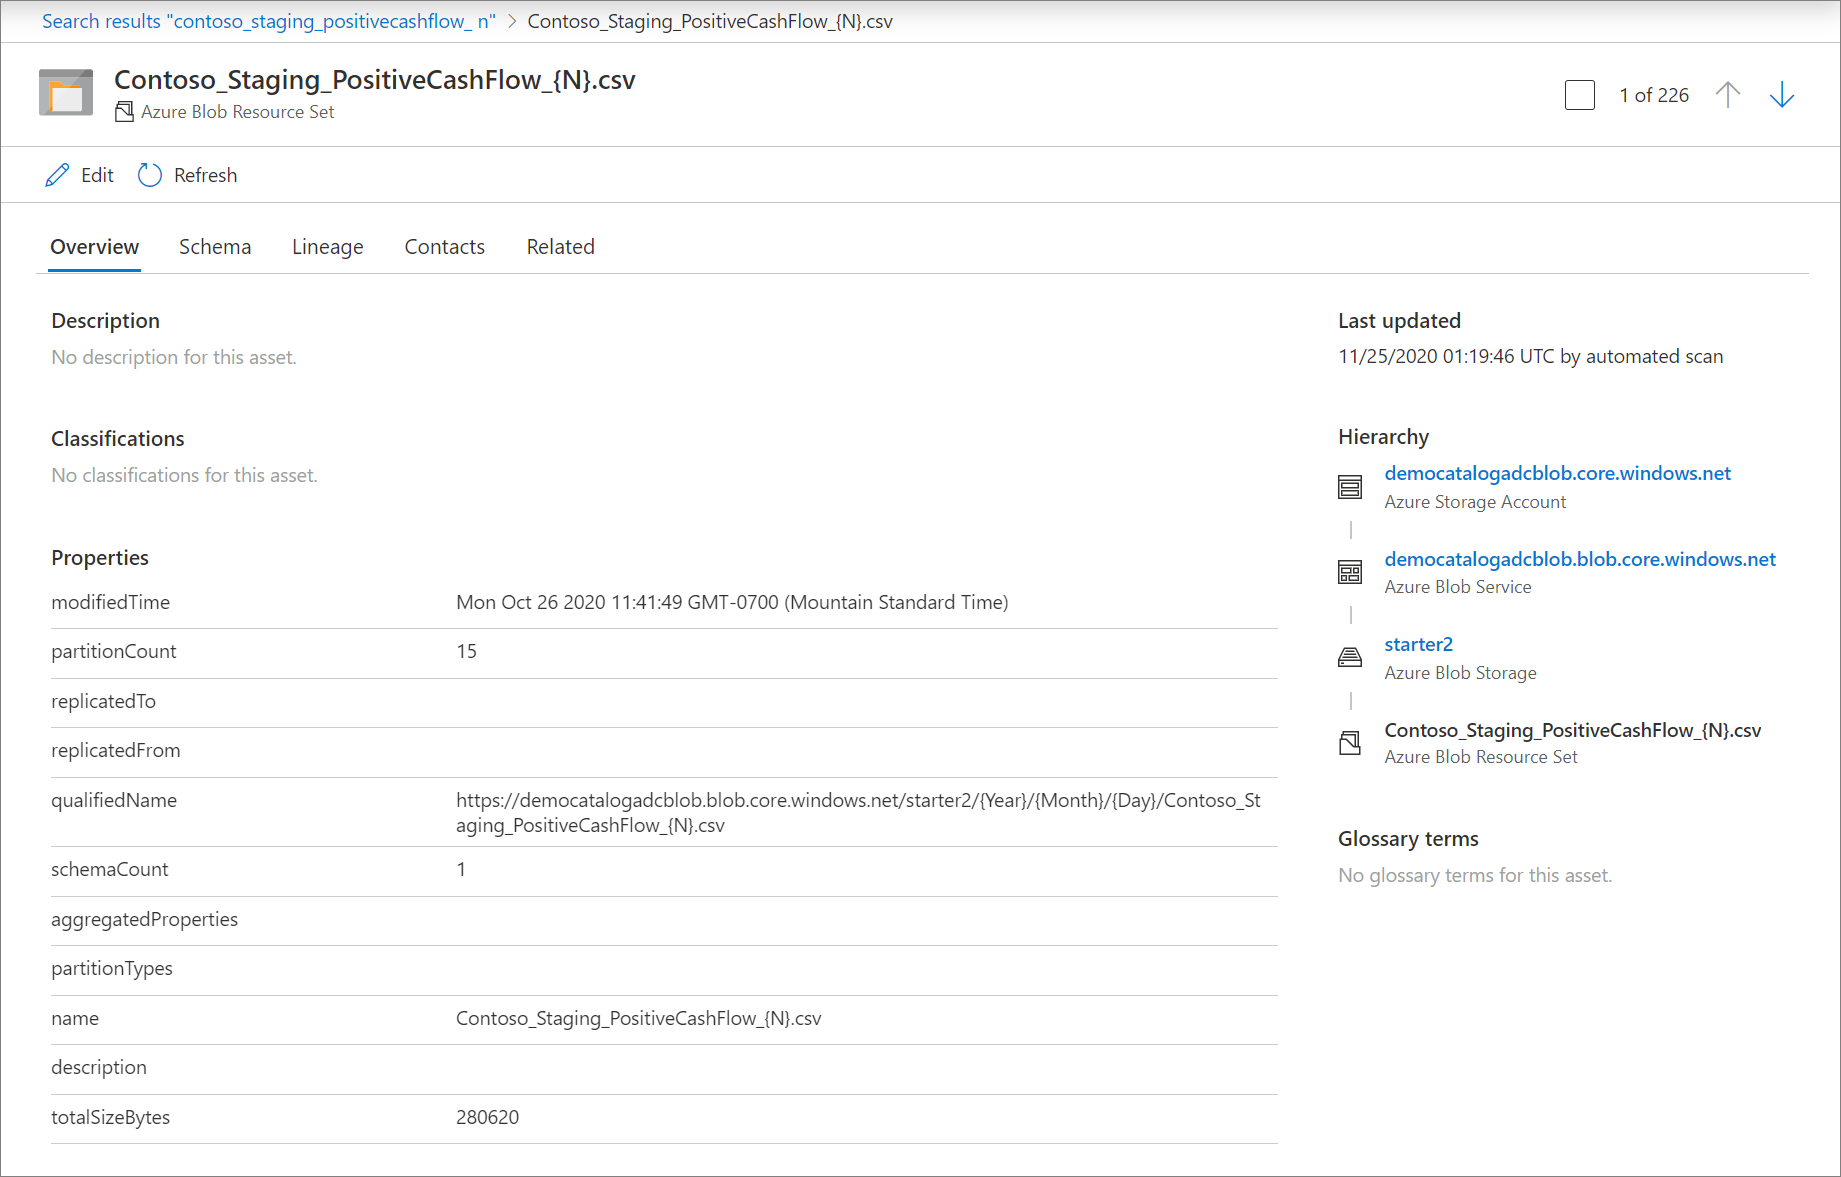 Search results "contoso_staging_positivecashflow_ n" > Contoso_Staging_PositiveCashFlow_{N}.csv
Contoso_Staging_PositiveCashFlow_{N}.csv
Azure Blob Resource Set
1 of 226
Edit Refresh
Overview Schema Lineage Contacts Related
Description
No description for this asset.
Classifications
No classifications for this asset.
Properties
modifiedTime Mon Oct 26 2020 11:41:49 GMT-0700 (Mountain Standard Time)
partitionCount 15
replicatedTo
replicatedFrom
qualifiedName https://democatalogadcblob.blob.core.windows.net/starter2/{Year}/{Month}/{Day}/Contoso_St
aging_PositiveCashFlow_{N}.csv
schemaCount 1
aggregatedProperties
partitionTypes
name Contoso_Staging_PositiveCashFlow_{N}.csv
description
totalSizeBytes 280620
Last updated
11/25/2020 01:19:46 UTC by automated scan
Hierarchy
democatalogadcblob.core.windows.net
Azure Storage Account
democatalogadcblob.blob.core.windows.net
Azure Blob Service
starter2
Azure Blob Storage
Contoso_Staging_PositiveCashFlow_{N}.csv
Azure Blob Resource Set
Glossary terms
No glossary terms for this asset.